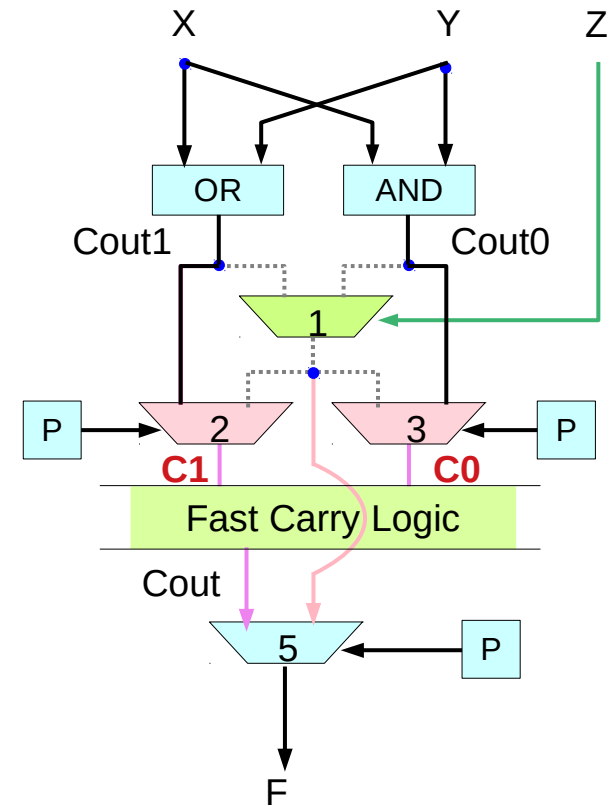 X Y Z
OR AND
Cout1 Cout0
1
P 2 3 P
C1 C0
Fast Carry Logic
Cout
5 P
F